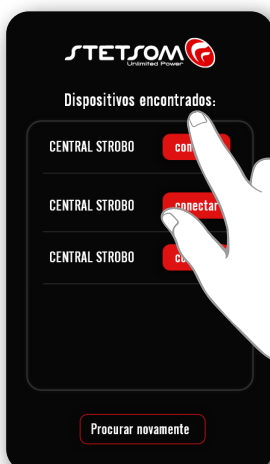 STETSOM
Unlimited Power
Dispositivos encontrados:
CENTRAL STROBO
CENTRAL STROBO conectar
CENTRAL STROBO
Procurar novamente